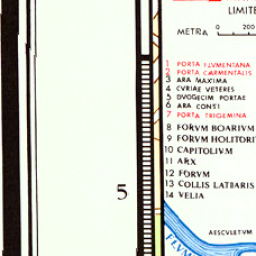 LIMITE
METRA 0 200
1 PORTA FLVMENTANA
2 PORTA CARMENTALIS
3 ARA MAXIMA
4 CVRIAE VETERES
5 DVODECIM PORTAE
6 ARA CONSI
7 PORTA TRIGEMINA
8 FORVM BOARIVM
9 FORVM HOLITORI
10 CAPITOLIVM
11 ARX
12 FORVM
13 COLLIS LATIARIS
14 VELIA
5
AESCVLETVM
FLVM